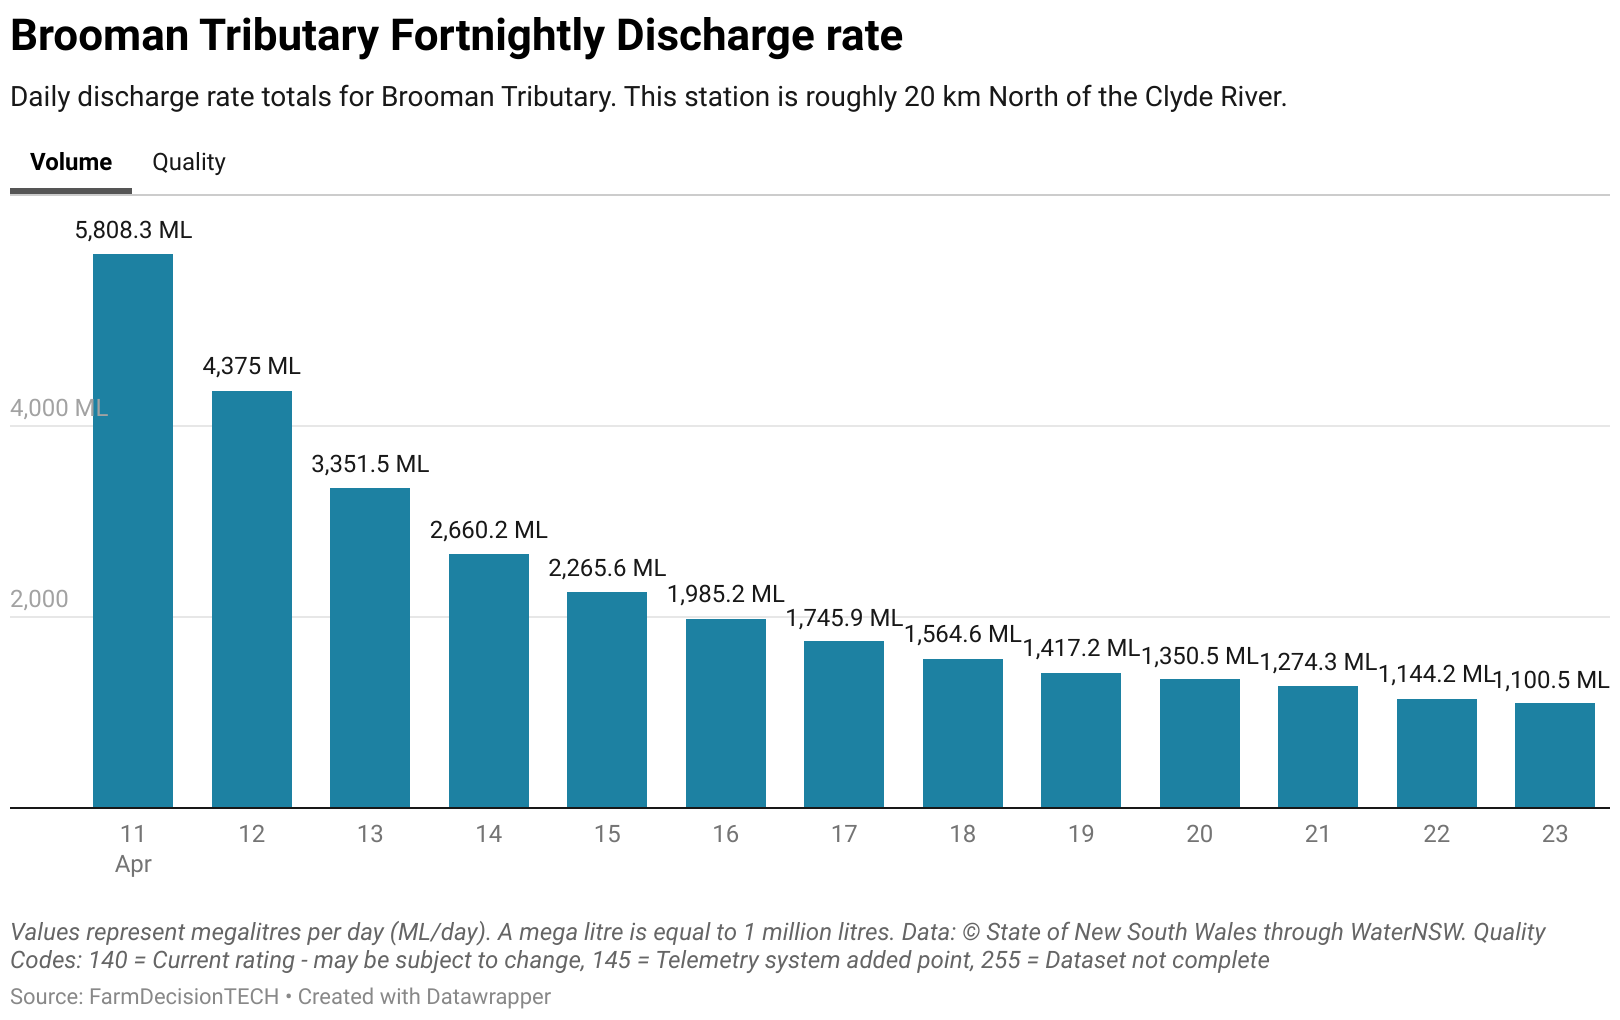 Brooman Tributary Fortnightly Discharge rate
Daily discharge rate totals for Brooman Tributary. This station is roughly 20 km North of the Clyde River.
Volume Quality
5,808.3 ML
4,375 ML
4,000 ML
3,351.5 ML
2,660.2 ML
2,265.6 ML
1,985.2 ML
2,000
1,745.9 ML
1,564.6 ML
1,417.2 ML
1,350.5 ML
1,274.3 ML
1,144.2 ML
1,100.5 ML
11 12 13 14 15 16 17 18 19 20 21 22 23
Apr
Values represent megalitres per day (ML/day). A mega litre is equal to 1 million litres. Data: © State of New South Wales through WaterNSW. Quality
Codes: 140 = Current rating - may be subject to change, 145 = Telemetry system added point, 255 = Dataset not complete
Source: FarmDecisionTECH • Created with Datawrapper